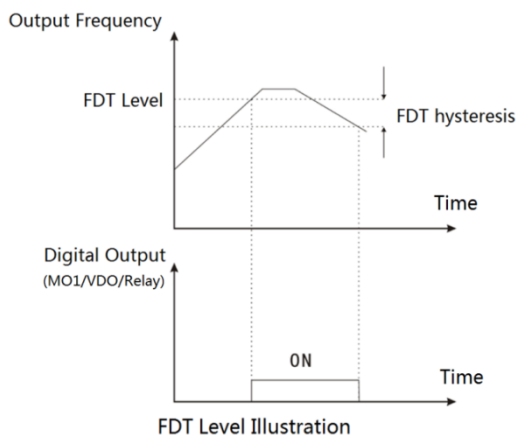 Output Frequency
FDT Level
FDT hysteresis
Time
Digital Output
(MO1/VDO/Relay)
ON
Time
FDT Level Illustration